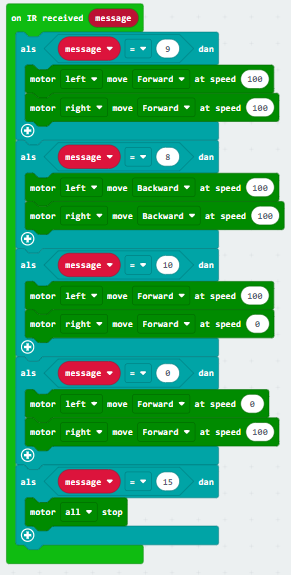 on IR received message
als message = 9 dan
motor left move Forward at speed 100
motor right move Forward at speed 100
als message = 8 dan
motor left move Backward at speed 100
motor right move Backward at speed 100
als message = 10 dan
motor left move Forward at speed 100
motor right move Forward at speed 0
als message = 0 dan
motor left move Forward at speed 0
motor right move Forward at speed 100
als message = 15 dan
motor all stop